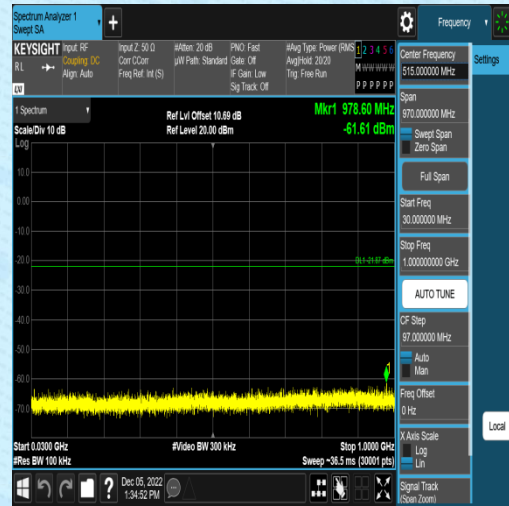 Spectrum Analyzer 1
Swept SA
Frequency
KEYSIGHT
RL
Input: RF
Coupling: DC
Align: Auto
Input Z: 50 Ω
Corr CCorr
Freq Ref: Int (S)
#Atten: 20 dB
µW Path: Standard
PNO: Fast
Gate: Off
IF Gain: Low
Sig Track: Off
#Avg Type: Power (RMS
Avg|Hold: 20/20
Trig: Free Run
1 2 3 4 5 6
M W W W W W
P P P P P P
LXI
1 Spectrum
Scale/Div 10 dB
Log
Ref Lvl Offset 10.69 dB
Ref Level 20.00 dBm
Mkr1 978.60 MHz
-61.61 dBm
10.0
0.00
-10.0
-20.0
-30.0
-40.0
-50.0
-60.0
-70.0
DL1 -21.87 dBm
Start 0.0300 GHz
#Res BW 100 kHz
#Video BW 300 kHz
Stop 1.0000 GHz
Sweep ~36.5 ms (30001 pts)
Dec 05, 2022
1:34:52 PM
Center Frequency
515.000000 MHz
Settings
Span
970.000000 MHz
Swept Span
Zero Span
Full Span
Start Freq
30.000000 MHz
Stop Freq
1.000000000 GHz
AUTO TUNE
CF Step
97.000000 MHz
Auto
Man
Freq Offset
0 Hz
X Axis Scale
Log
Lin
Local
Signal Track
(Span Zoom)